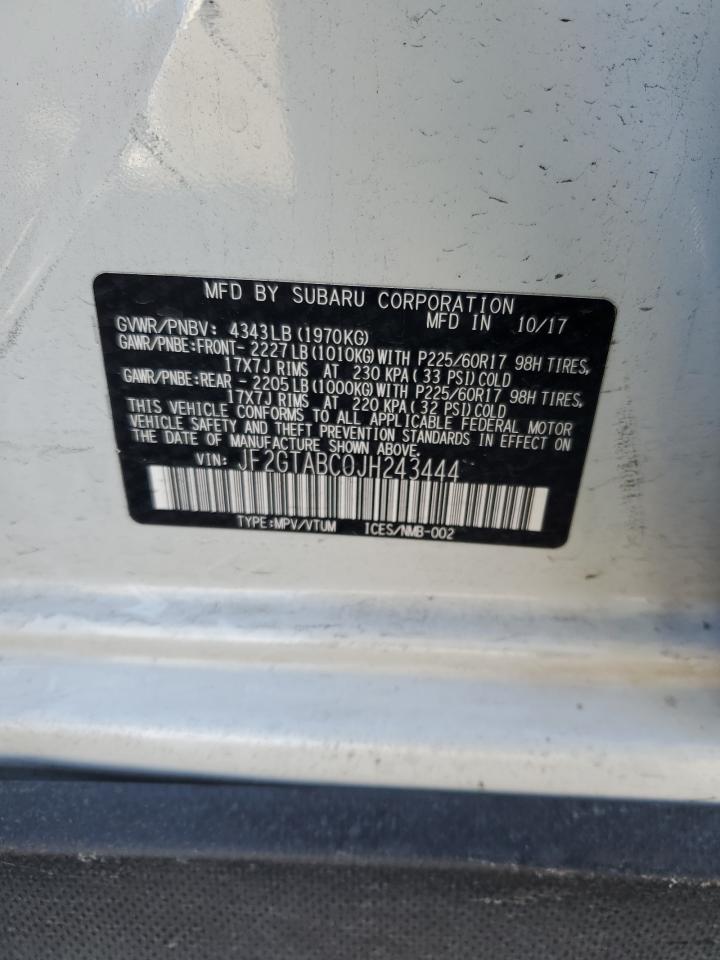 MFD BY SUBARU CORPORATION
MFD IN 10/17
GVWR/PNBV: 4343LB (1970KG)
GAWR/PNBE:FRONT- 2227LB (1010KG) WITH P225/60R17 98H TIRES,
17X7J RIMS AT 230 KPA (33 PSI) COLD
GAWR/PNBE:REAR - 2205LB (1000KG) WITH P225/60R17 98H TIRES,
17X7J RIMS AT 220 KPA (32 PSI) COLD
THIS VEHICLE CONFORMS TO ALL APPLICABLE FEDERAL MOTOR
VEHICLE SAFETY AND THEFT PREVENTION STANDARDS IN EFFECT ON
THE DATE OF MANUFACTURE SHOWN ABOVE.
VIN: JF2GTABC0JH243444
TYPE:MPV/VTUM ICES/NMB-002